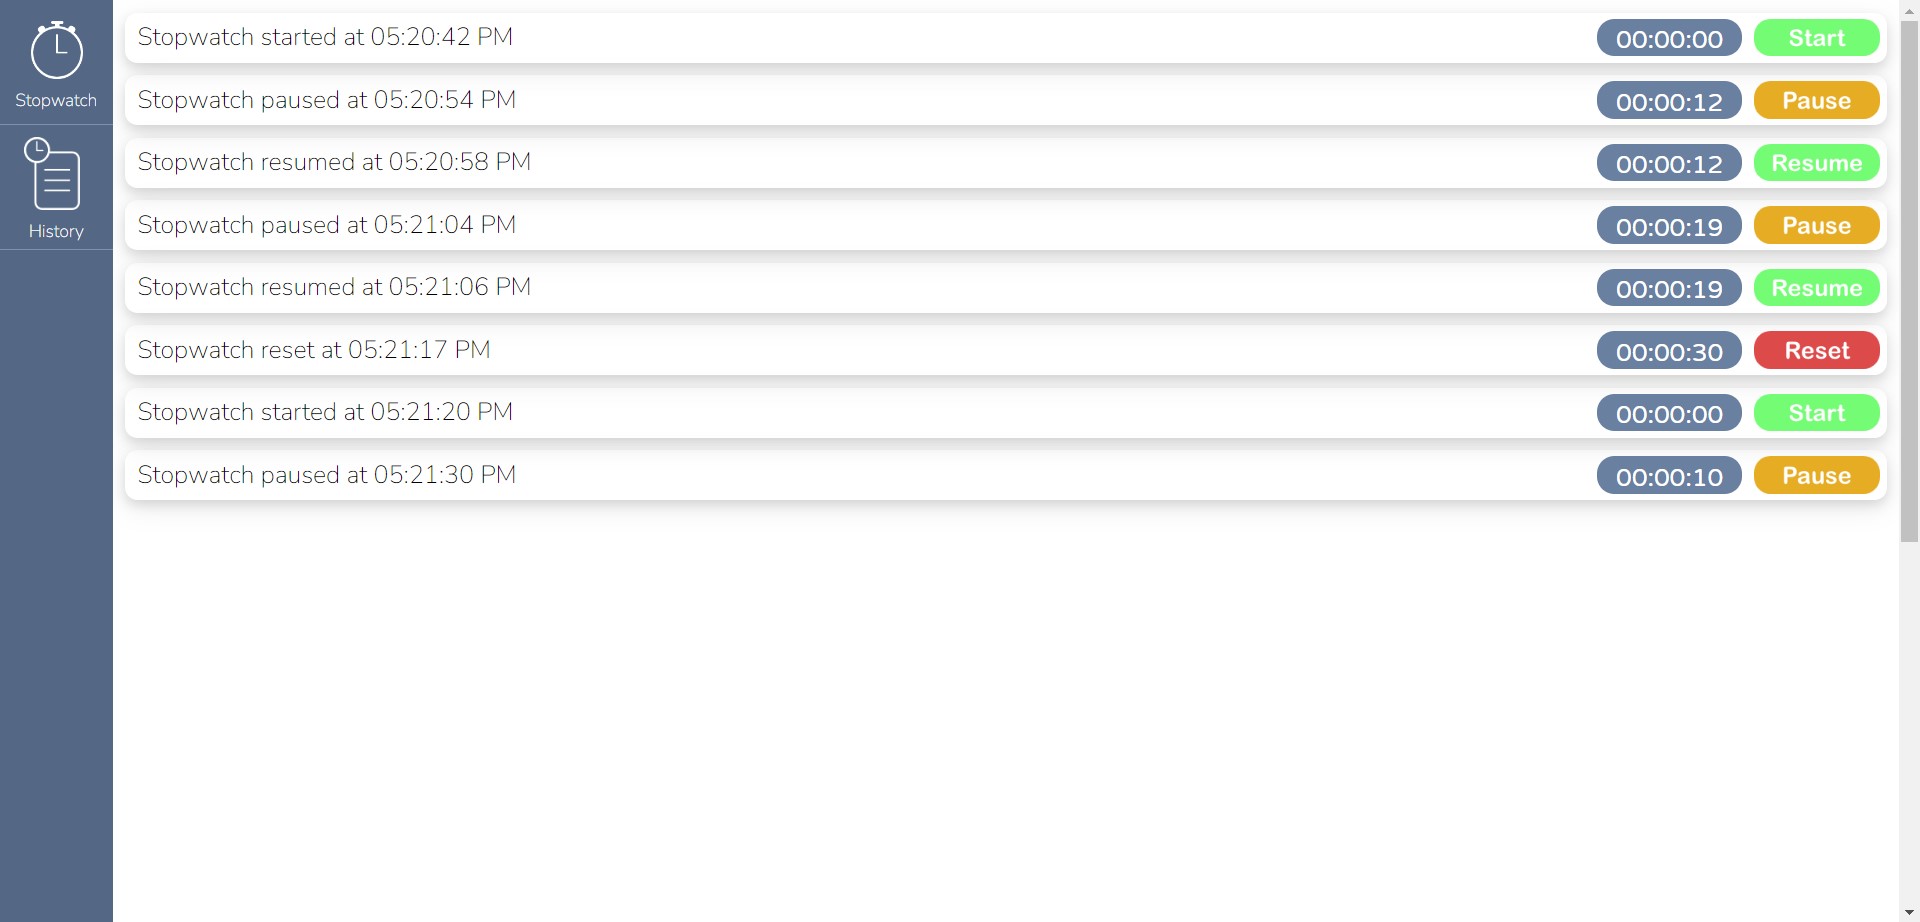 Stopwatch
History
Stopwatch started at 05:20:42 PM 00:00:00 Start
Stopwatch paused at 05:20:54 PM 00:00:12 Pause
Stopwatch resumed at 05:20:58 PM 00:00:12 Resume
Stopwatch paused at 05:21:04 PM 00:00:19 Pause
Stopwatch resumed at 05:21:06 PM 00:00:19 Resume
Stopwatch reset at 05:21:17 PM 00:00:30 Reset
Stopwatch started at 05:21:20 PM 00:00:00 Start
Stopwatch paused at 05:21:30 PM 00:00:10 Pause